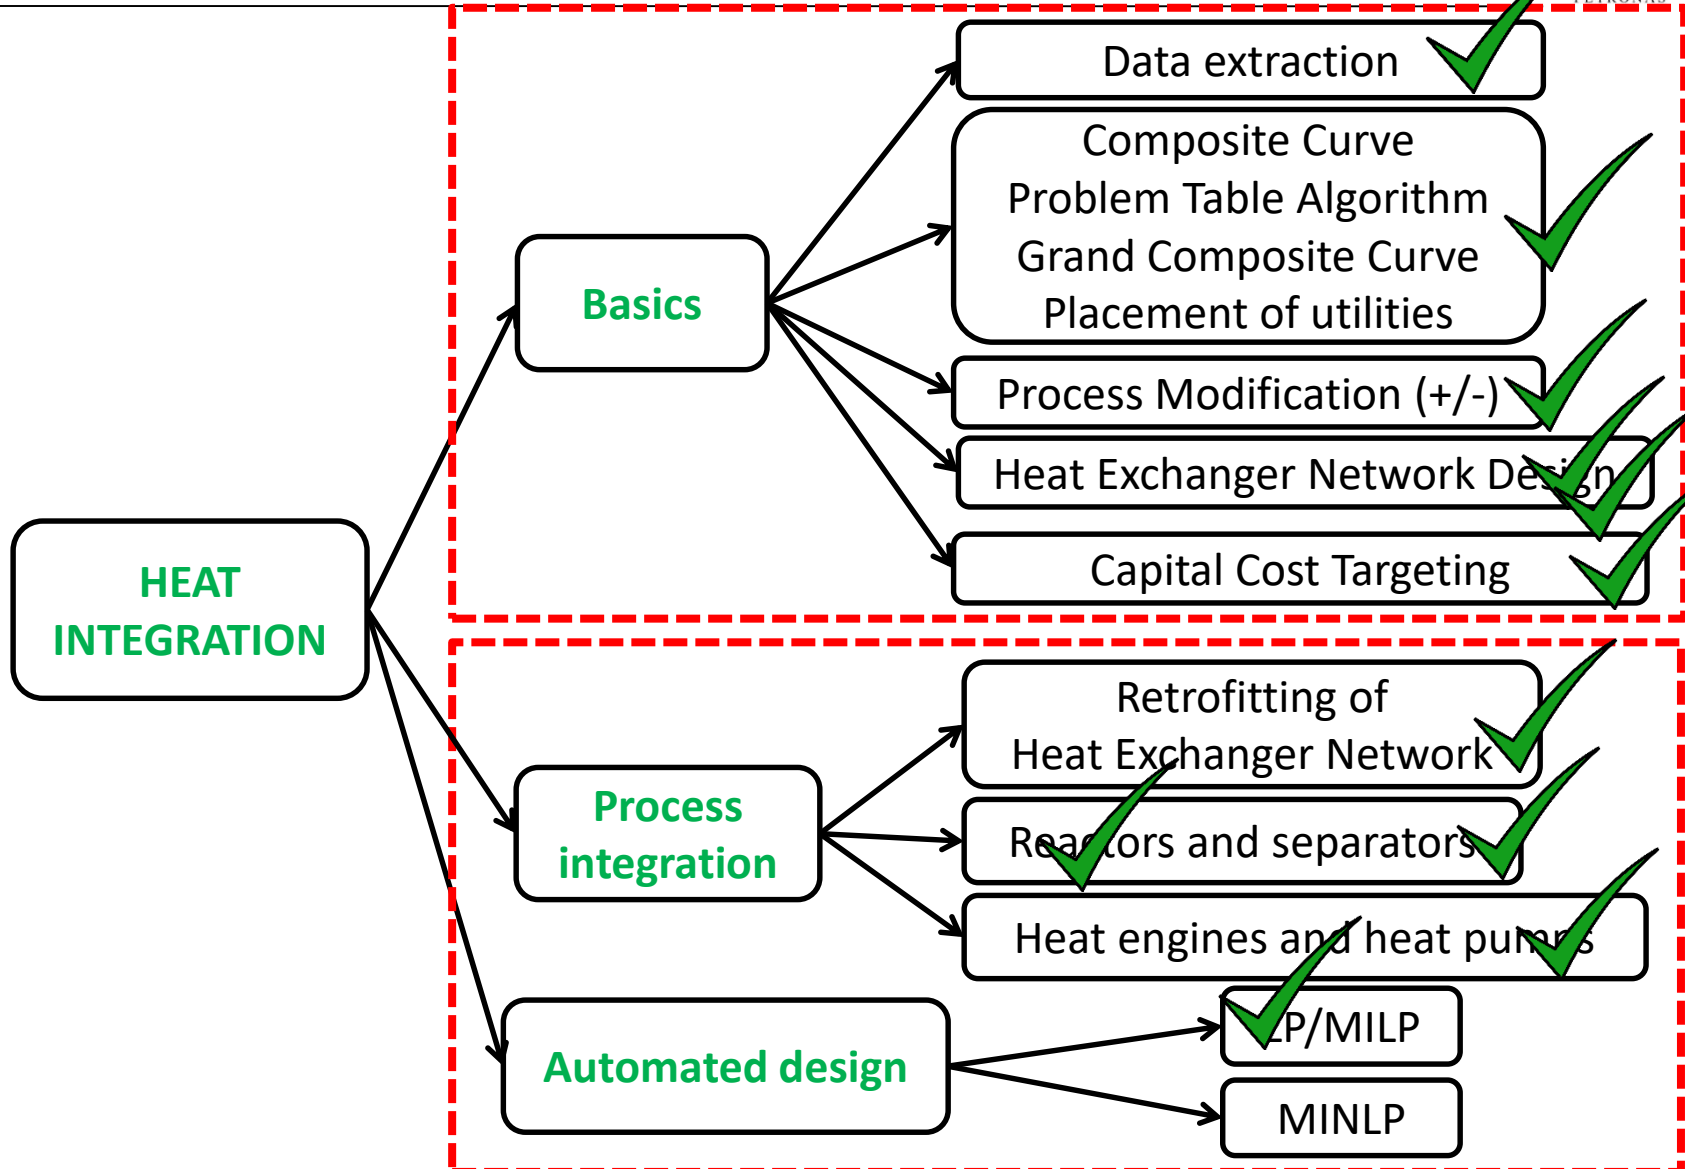 Data extraction
Composite Curve
Problem Table Algorithm
Grand Composite Curve
Placement of utilities
Basics
Process Modification (+/-)
Heat Exchanger Network Design
Capital Cost Targeting
HEAT
INTEGRATION
Retrofitting of
Heat Exchanger Network
Process
integration
Reactors and separators
Heat engines and heat pumps
Automated design
LP/MILP
MINLP